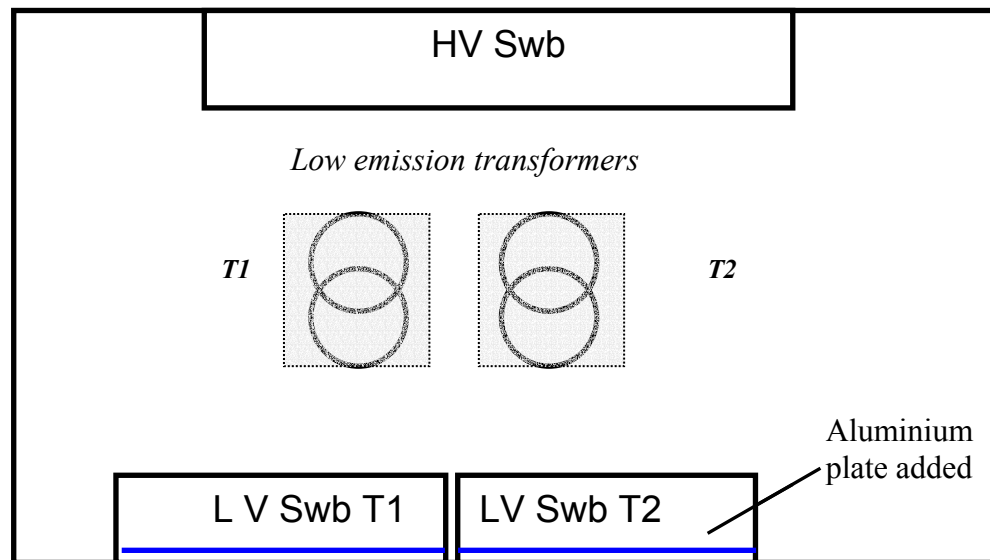 HV Swb
Low emission transformers
T1
T2
Aluminium
plate added
L V Swb T1
LV Swb T2